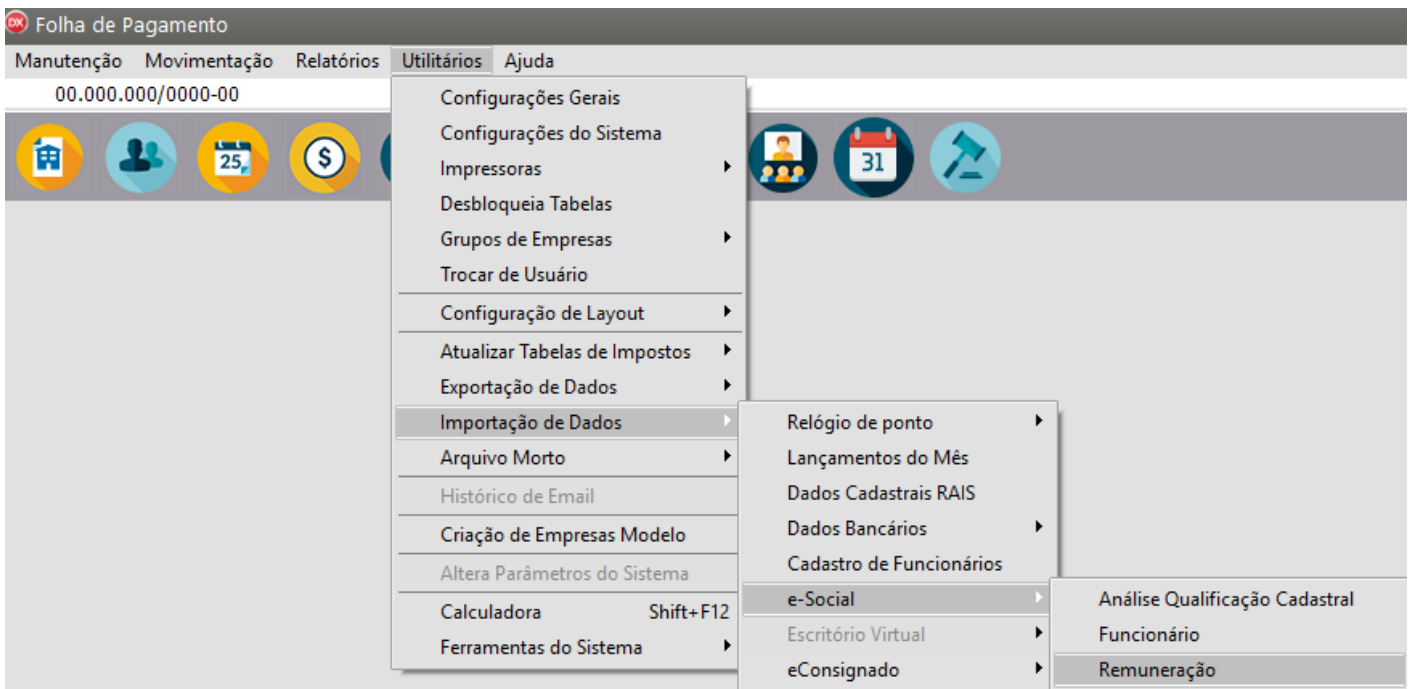 DX Folha de Pagamento
Manutenção Movimentação Relatórios Utilitários Ajuda
00.000.000/0000-00
25
$
31
Configurações Gerais
Configurações do Sistema
Impressoras
Desbloqueia Tabelas
Grupos de Empresas
Trocar de Usuário
Configuração de Layout
Atualizar Tabelas de Impostos
Exportação de Dados
Importação de Dados
Arquivo Morto
Histórico de Email
Criação de Empresas Modelo
Altera Parâmetros do Sistema
Calculadora Shift+F12
Ferramentas do Sistema
Relógio de ponto
Lançamentos do Mês
Dados Cadastrais RAIS
Dados Bancários
Cadastro de Funcionários
e-Social
Escritório Virtual
eConsignado
Análise Qualificação Cadastral
Funcionário
Remuneração